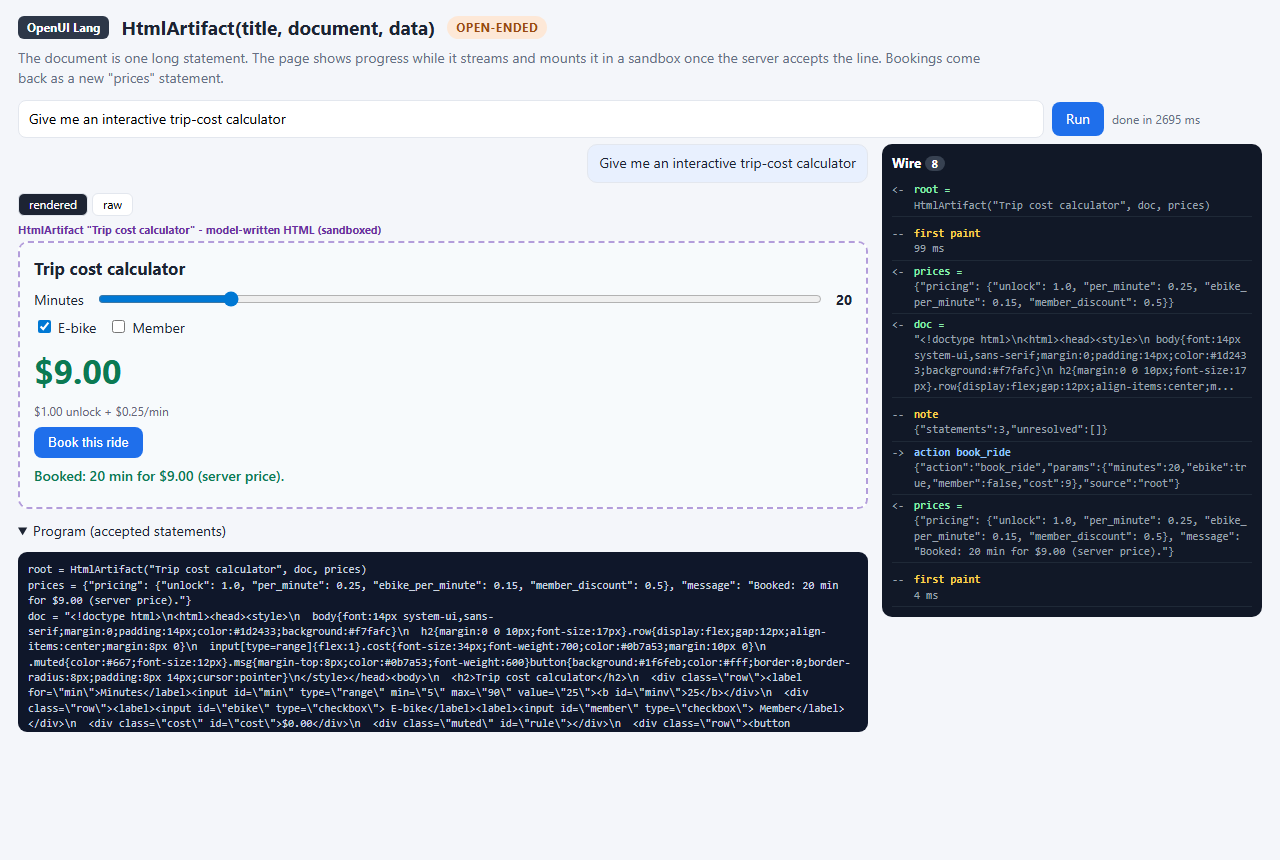 OpenUI Lang HtmlArtifact(title, document, data) OPEN-ENDED
The document is one long statement. The page shows progress while it streams and mounts it in a sandbox once the server accepts the line. Bookings come
back as a new "prices" statement.
Give me an interactive trip-cost calculator
Run
done in 2695 ms
Give me an interactive trip-cost calculator
rendered raw
HtmlArtifact "Trip cost calculator" - model-written HTML (sandboxed)
Trip cost calculator
Minutes 20
E-bike Member
$9.00
$1.00 unlock + $0.25/min
Book this ride
Booked: 20 min for $9.00 (server price).
▼ Program (accepted statements)
root = HtmlArtifact("Trip cost calculator", doc, prices)
prices = {"pricing": {"unlock": 1.0, "per_minute": 0.25, "ebike_per_minute": 0.15, "member_discount": 0.5}, "message": "Booked: 20 min
for $9.00 (server price)."}
doc = "<!doctype html>\n<html><head><style>\n  body{font:14px system-ui,sans-
serif;margin:0;padding:14px;color:#1d2433;background:#f7fafc}\n  h2{margin:0 0 10px;font-size:17px}.row{display:flex;gap:12px;align-
items:center;margin:8px 0}\n  input[type=range]{flex:1}.cost{font-size:34px;font-weight:700;color:#0b7a53;margin:10px 0}\n
.muted{color:#667;font-size:12px}.msg{margin-top:8px;color:#0b7a53;font-weight:600}button{background:#1f6feb;color:#fff;border:0;border-
radius:8px;padding:8px 14px;cursor:pointer}\n</style></head><body>\n  <h2>Trip cost calculator</h2>\n  <div class=\"row\"><label
for=\"min\">Minutes</label><input id=\"min\" type=\"range\" min=\"5\" max=\"90\" value=\"25\"><b id=\"minv\">25</b></div>\n  <div
class=\"row\"><label><input id=\"ebike\" type=\"checkbox\"> E-bike</label><label><input id=\"member\" type=\"checkbox\"> Member</label>
</div>\n  <div class=\"cost\" id=\"cost\">$0.00</div>\n  <div class=\"muted\" id=\"rule\"></div>\n  <div class=\"row\"><button
Wire 8
<- root =
HtmlArtifact("Trip cost calculator", doc, prices)
-- first paint
99 ms
<- prices =
{"pricing": {"unlock": 1.0, "per_minute": 0.25, "ebike_
per_minute": 0.15, "member_discount": 0.5}}
<- doc =
"<!doctype html>\n<html><head><style>\n body{font:14px
system-ui,sans-serif;margin:0;padding:14px;color:#1d243
3;background:#f7fafc}\n h2{margin:0 0 10px;font-size:17
px}.row{display:flex;gap:12px;align-items:center;m...
-- note
{"statements":3,"unresolved":[]}
-> action book_ride
{"action":"book_ride","params":{"minutes":20,"ebike":tr
ue,"member":false,"cost":9},"source":"root"}
<- prices =
{"pricing": {"unlock": 1.0, "per_minute": 0.25, "ebike_
per_minute": 0.15, "member_discount": 0.5}, "message":
"Booked: 20 min for $9.00 (server price)."}
-- first paint
4 ms